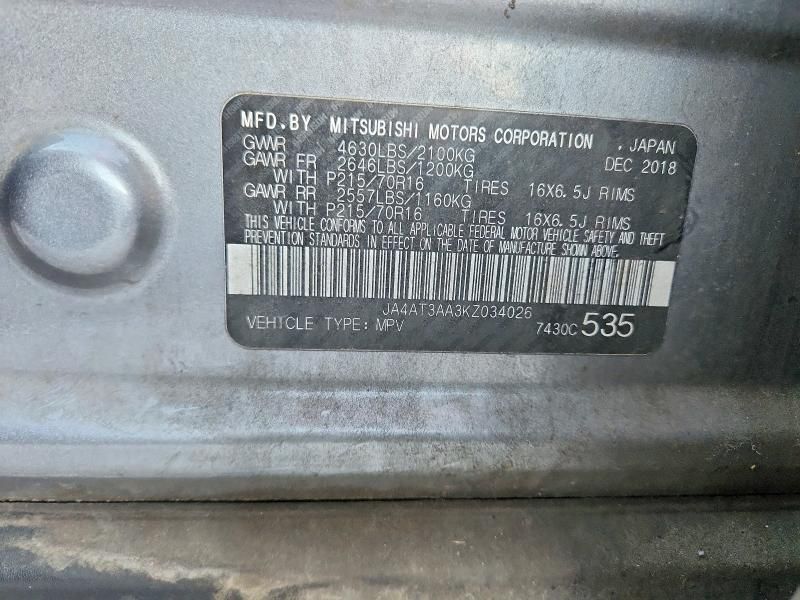 MFD.BY MITSUBISHI MOTORS CORPORATION , JAPAN
GVWR 4630LBS/2100KG DEC 2018
GAWR FR 2646LBS/1200KG
WITH P215/70R16 TIRES 16X6.5J RIMS
GAWR RR 2557LBS/1160KG
WITH P215/70R16 TIRES 16X6.5J RIMS
THIS VEHICLE CONFORMS TO ALL APPLICABLE FEDERAL MOTOR VEHICLE SAFETY AND THEFT
PREVENTION STANDARDS IN EFFECT ON THE DATE OF MANUFACTURE SHOWN ABOVE.
JA4AT3AA3KZ034026
VEHICLE TYPE:MPV 7430C 535